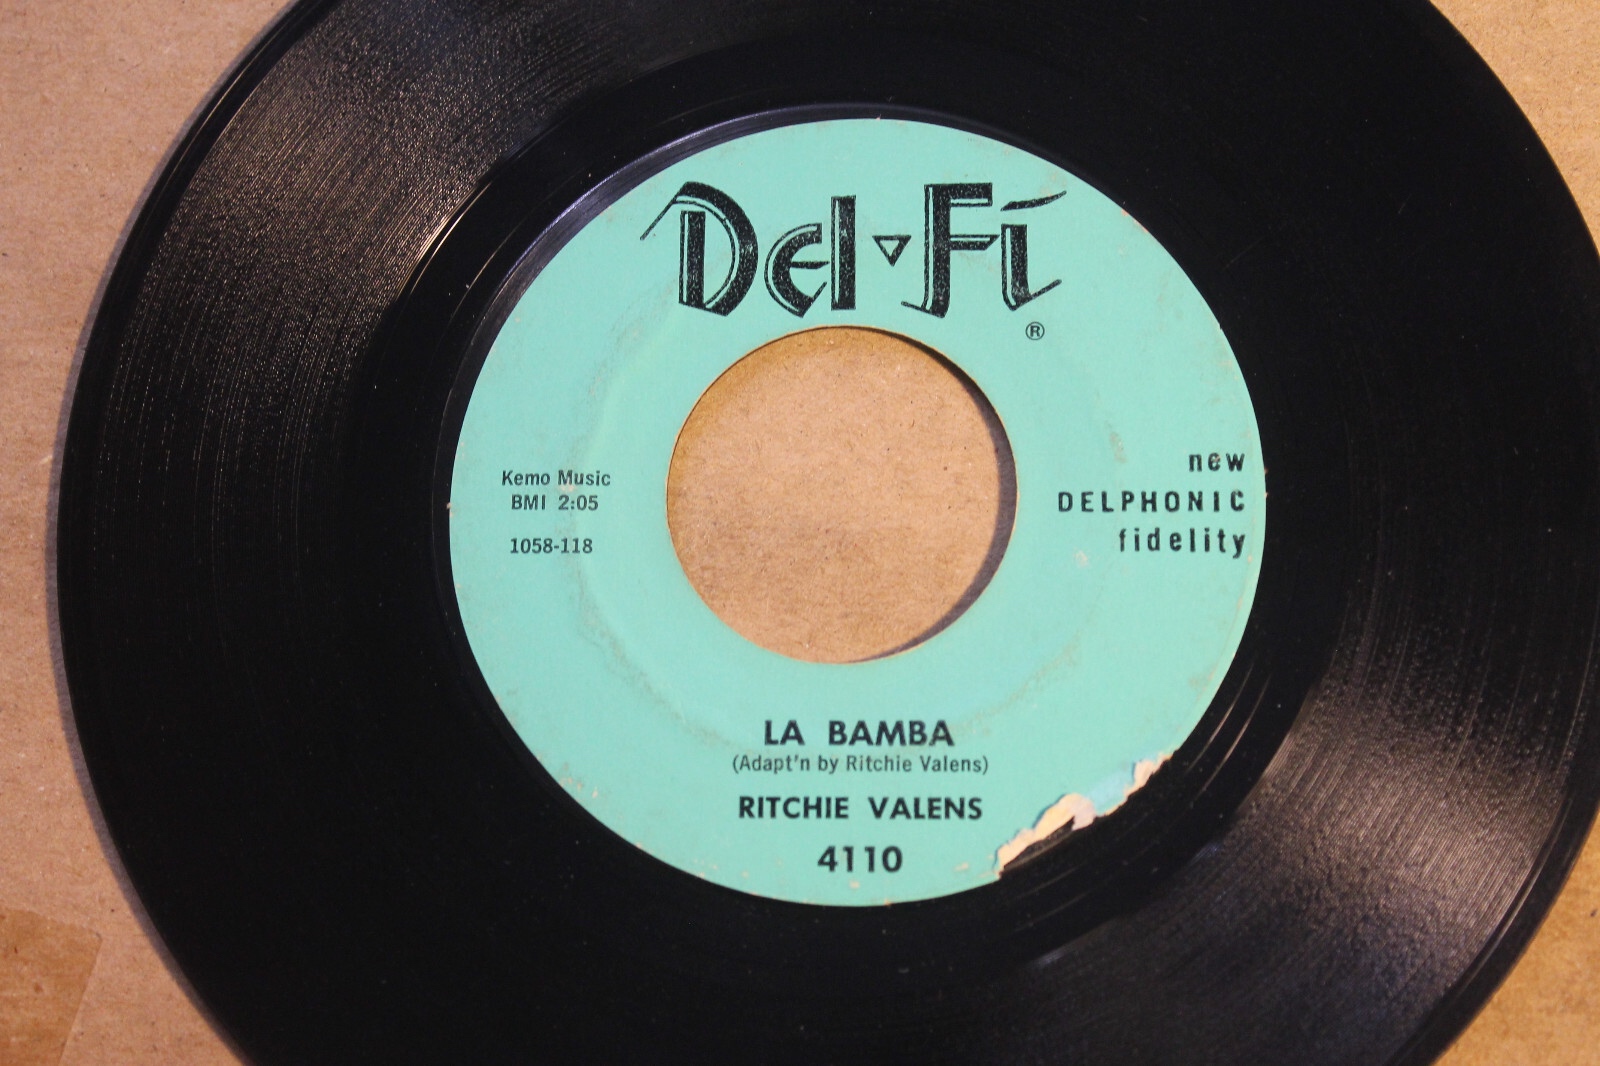 Del-Fi
®
Kemo Music
BMI 2:05
1058-118
new
DELPHONIC
fidelity
LA BAMBA
(Adapt'n by Ritchie Valens)
RITCHIE VALENS
4110